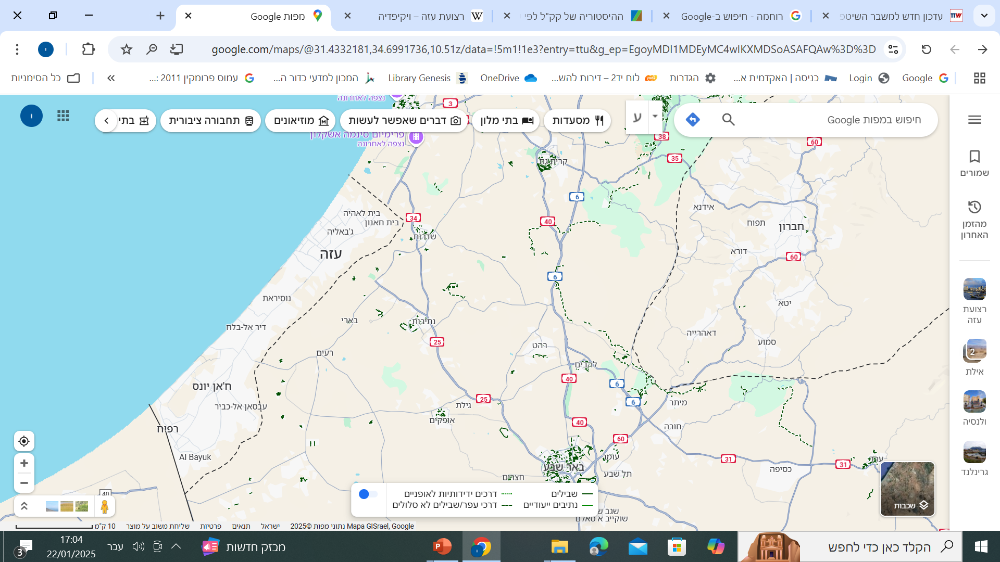 מפות Google
רצועת עזה – ויקיפדיה
ההיסטוריה של קק"ל לפי
רוחמה - חיפוש ב-Google
עדכון חדש למשבר השיטפ
google.com/maps/@31.4332181,34.6991736,10.51z/data=!5m1!1e3?entry=ttu&g_ep=EgoyMDI1MDEyMC4wIKXMDSoASAFQAw%3D%3D
Google
Login
כניסה | האקדמית א...
הגדרות
לוח יד2 – דירות להש...
OneDrive
Library Genesis
המכון למדעי כדור ה...
עמוס פרומקין 2011 :...
כל הסימניות
חיפוש במפות Google
ע
מסעדות
בתי מלון
דברים שאפשר לעשות
מוזיאונים
תחבורה ציבורית
בתי
נצפה לאחרונה
3
פרימיום סינמה אשקלון
נצפה לאחרונה
38
60
35
קרית גת
6
אידנא
בית לאהיה
בית חאנון
34
40
תפוח
חברון
ג'באליה
שדרות
עזה
דורא
60
6
נוסיראת
יטא
בארי
נתיבות
דיר אל-בלח
דאהרייה
סמוע
25
רהט
רעים
להבים
40
6
ח'אן יונס
25
6
מיתר
עבסאן אל-כביר
גילת
אופקים
40
חורה
רפיח
60
Al Bayuk
עומר
31
31
ערד
באר שבע
כסיפה
תל שבע
חצרים
40
שגב ש
שוקייב א סאלם
שבילים
דרכים ידידותיות לאופניים
נתיבים ייעודיים
דרכי עפר/שבילים לא סלולים
שכבות
שמורים
מהזמן
האחרון
רצועת
עזה
2
אילת
ולנסיה
גרינלנד
10 ק"מ
שליחת משוב על מוצר
פרטיות
תנאים
ישראל
נתוני מפות ©2025 Mapa GISrael, Google
הקלד כאן כדי לחפש
מבזק חדשות
עבר
17:04
22/01/2025
3